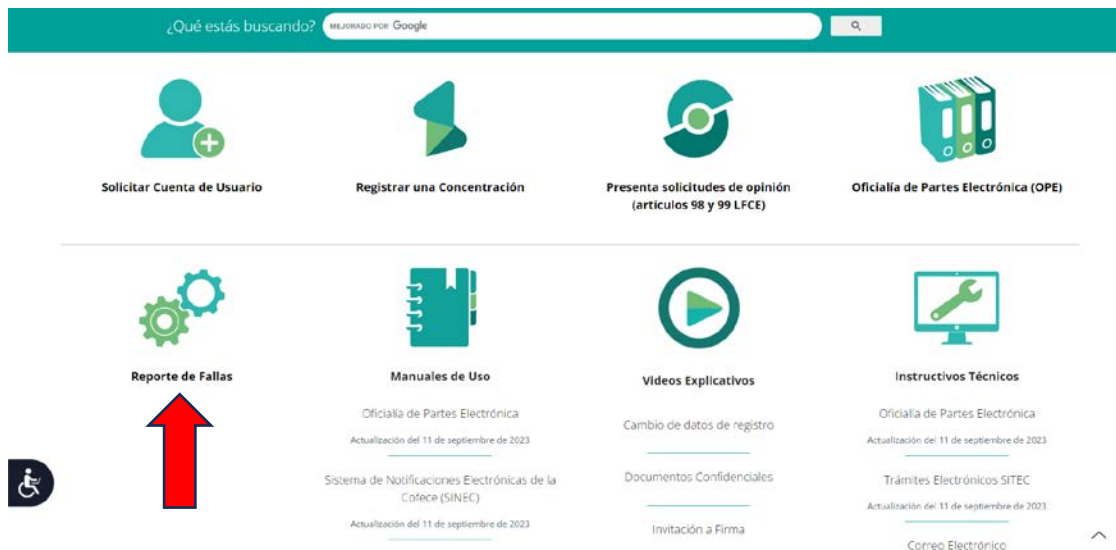 ¿Qué estás buscando?
MEJORADO POR Google
Solicitar Cuenta de Usuario
Registrar una Concentración
Presenta solicitudes de opinión
(artículos 98 y 99 LFCE)
Oficialía de Partes Electrónica (OPE)
Reporte de Fallas
Manuales de Uso
Oficialía de Partes Electrónica
Actualización del 11 de septiembre de 2023
Sistema de Notificaciones Electrónicas de la
Cofece (SINEC)
Actualización del 11 de septiembre de 2023
Videos Explicativos
Cambio de datos de registro
Documentos Confidenciales
Invitación a Firma
Instructivos Técnicos
Oficialía de Partes Electrónica
Actualización del 11 de septiembre de 2023
Trámites Electrónicos SITEC
Actualización del 11 de septiembre de 2023
Correo Electrónico